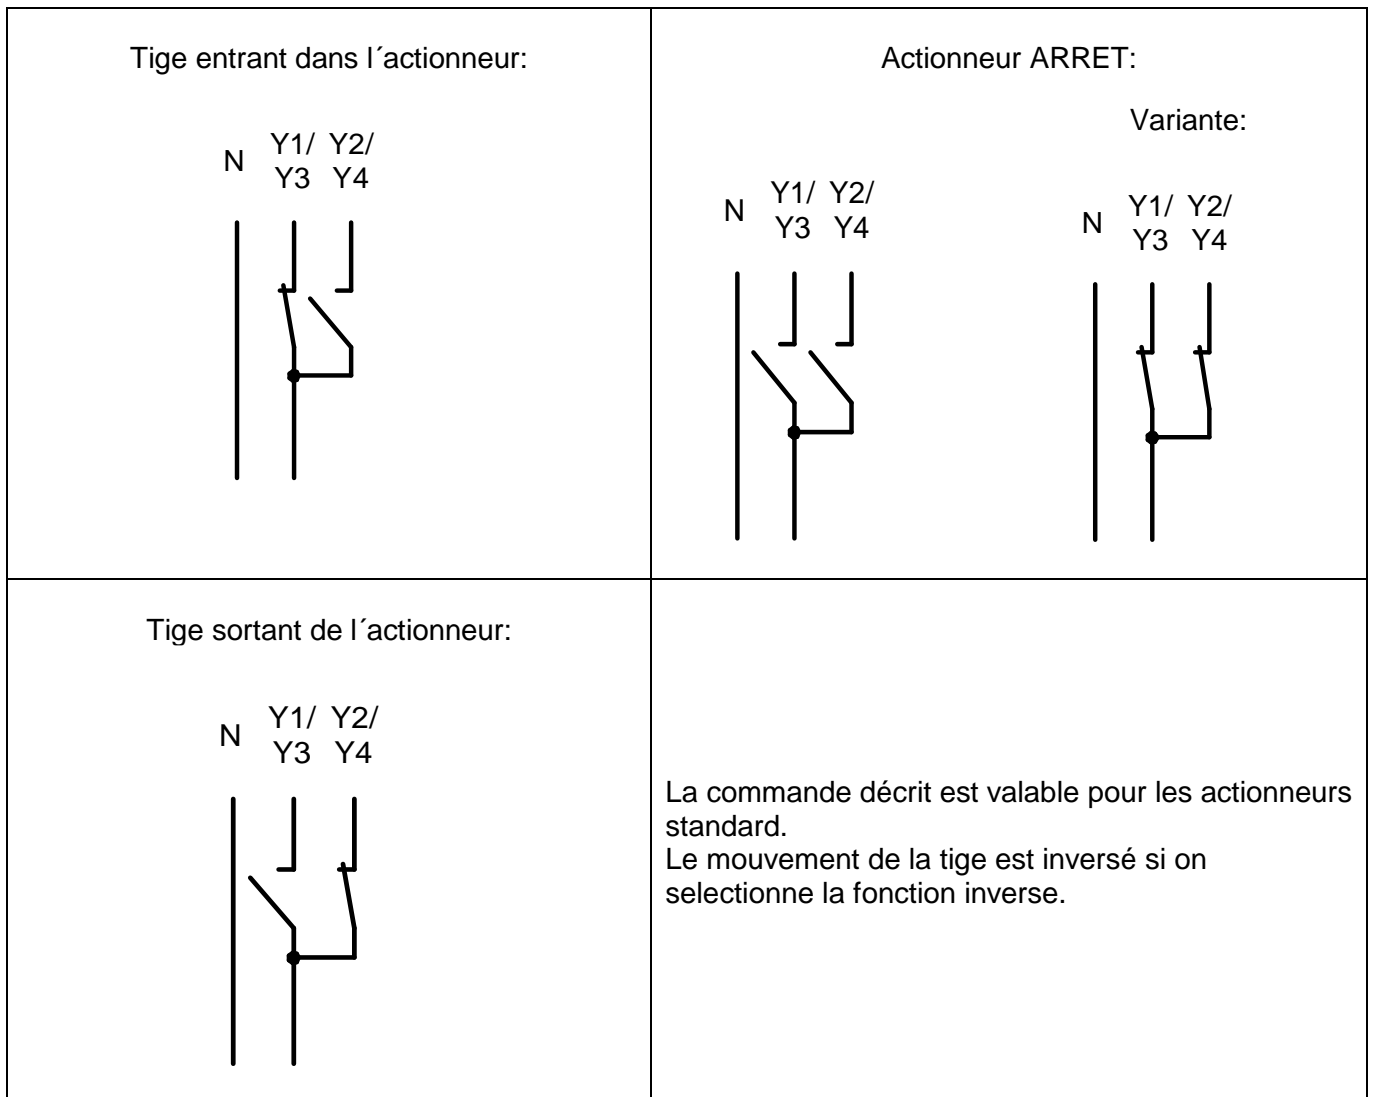 Tige entrant dans l´actionneur:
N Y1/ Y2/
Y3 Y4
Actionneur ARRET:
Variante:
N Y1/ Y2/
Y3 Y4
N Y1/ Y2/
Y3 Y4
Tige sortant de l´actionneur:
N Y1/ Y2/
Y3 Y4
La commande décrit est valable pour les actionneurs
standard.
Le mouvement de la tige est inversé si on
selectionne la fonction inverse.